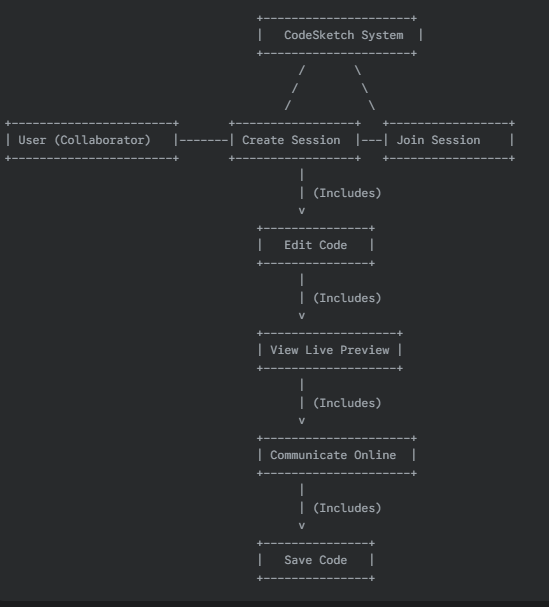 CodeSketch System
User (Collaborator) Create Session Join Session
(Includes)
v
Edit Code
(Includes)
v
View Live Preview
(Includes)
v
Communicate Online
(Includes)
v
Save Code